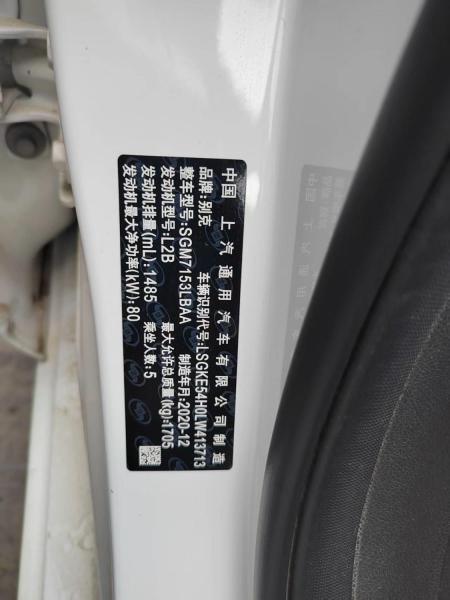 中国 上汽通用汽车有限公司制造
品牌:别克 车辆识别代号:LSGKE54H0LW413713
整车型号:SGM7153LBAA 制造年月:2020-12
发动机型号:L2B 最大允许总质量(kg):1705
发动机排量(mL):1485 乘坐人数:5
发动机最大净功率(kW):80